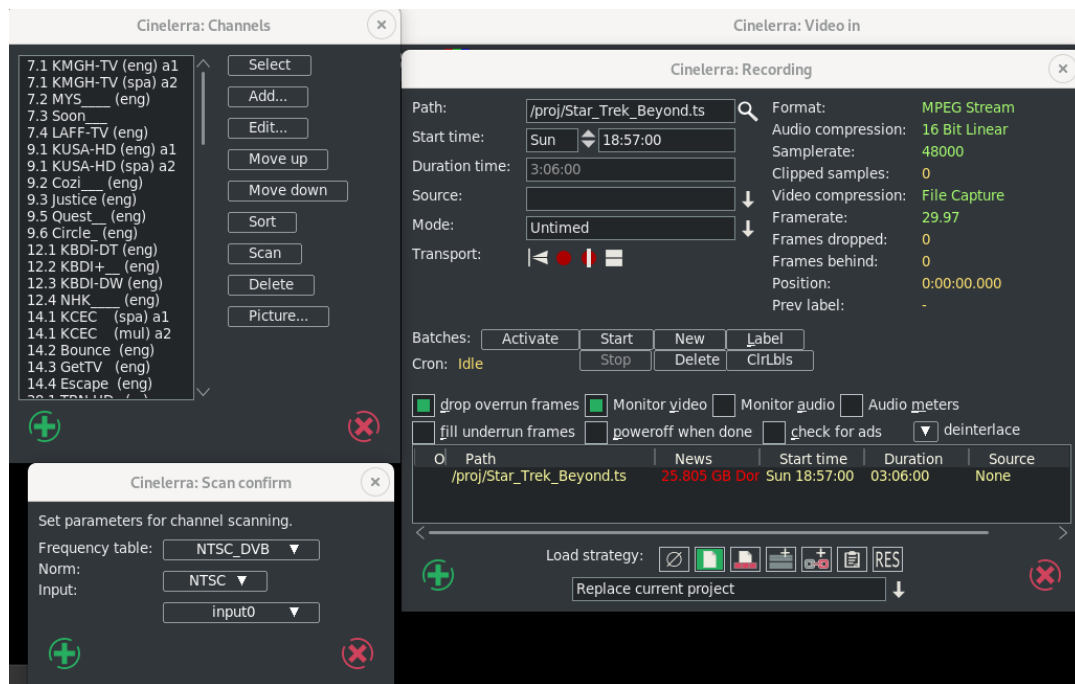 Cinelerra: Channels
7.1 KMGH-TV (eng) a1
7.1 KMGH-TV (spa) a2
7.2 MYS____ (eng)
7.3 Soon___
7.4 LAFF-TV (eng)
9.1 KUSA-HD (eng) a1
9.1 KUSA-HD (spa) a2
9.2 Cozi___ (eng)
9.3 Justice (eng)
9.5 Quest__ (eng)
9.6 Circle_ (eng)
12.1 KBDI-DT (eng)
12.2 KBDI+__ (eng)
12.3 KBDI-DW (eng)
12.4 NHK____ (eng)
14.1 KCEC (spa) a1
14.1 KCEC (mul) a2
14.2 Bounce (eng)
14.3 GetTV (eng)
14.4 Escape (eng)
Select
Add...
Edit...
Move up
Move down
Sort
Scan
Delete
Picture...
Cinelerra: Scan confirm
Set parameters for channel scanning.
Frequency table: NTSC_DVB
Norm: NTSC
Input: input0
Cinelerra: Video in
Cinelerra: Recording
Path: /proj/Star_Trek_Beyond.ts
Start time: Sun 18:57:00
Duration time: 3:06:00
Source:
Mode: Untimed
Transport:
Format: MPEG Stream
Audio compression: 16 Bit Linear
Samplerate: 48000
Clipped samples: 0
Video compression: File Capture
Framerate: 29.97
Frames dropped: 0
Frames behind: 0
Position: 0:00:00.000
Prev label: -
Batches: Activate Start New Label
Cron: Idle Stop Delete ClrLbls
drop overrun frames Monitor video Monitor audio Audio meters
fill underrun frames poweroff when done check for ads deinterlace
O Path News Start time Duration Source
/proj/Star_Trek_Beyond.ts 25.805 GB Dor Sun 18:57:00 03:06:00 None
Load strategy: RES
Replace current project